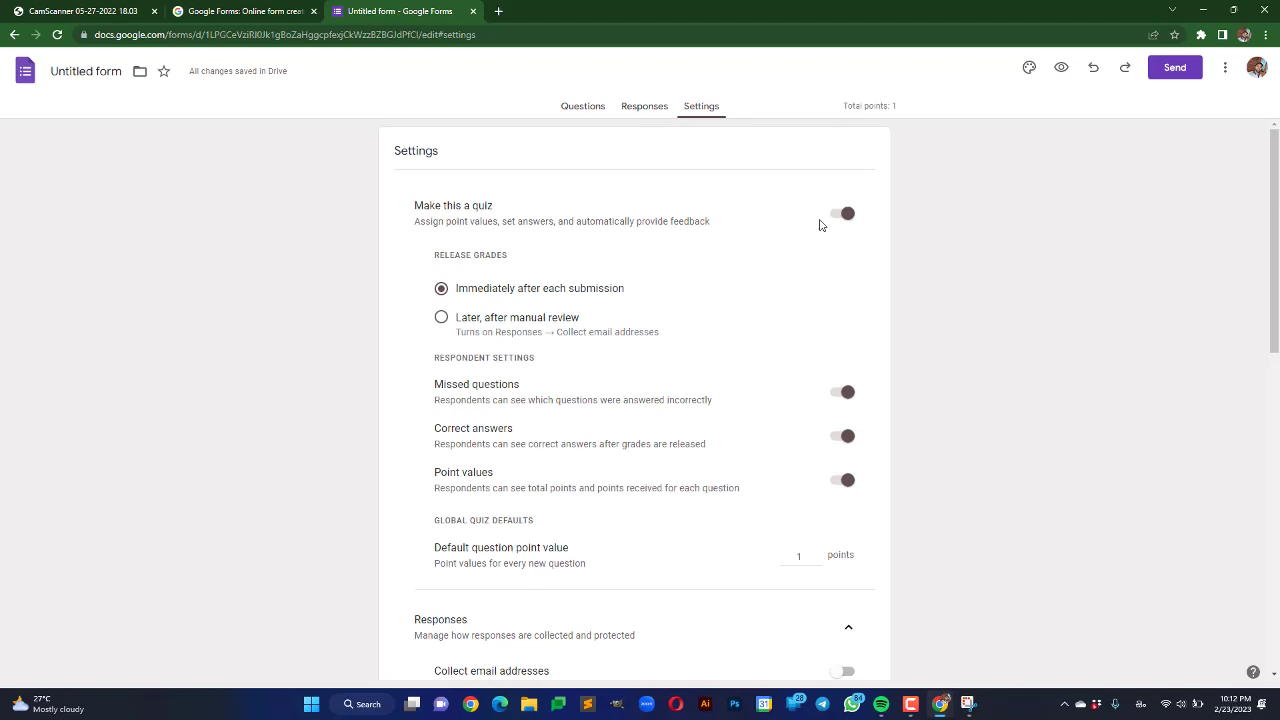 CamScanner 05-27-2022 18.03
Google Forms: Online form creat
Untitled form - Google Forms
docs.google.com/forms/d/1LPGCeVziRI0Jk1gBoZaHggcpfexjCkWzzBZBGJdPfCI/edit#settings
Untitled form
All changes saved in Drive
Send
Questions
Responses
Settings
Total points: 1
Settings
Make this a quiz
Assign point values, set answers, and automatically provide feedback
RELEASE GRADES
Immediately after each submission
Later, after manual review
Turns on Responses → Collect email addresses
RESPONDENT SETTINGS
Missed questions
Respondents can see which questions were answered incorrectly
Correct answers
Respondents can see correct answers after grades are released
Point values
Respondents can see total points and points received for each question
GLOBAL QUIZ DEFAULTS
Default question point value
1 points
Point values for every new question
Responses
Manage how responses are collected and protected
Collect email addresses
27°C
Mostly cloudy
Search
zoom
Ai
Ps
31
28
84
10:12 PM
2/23/2023